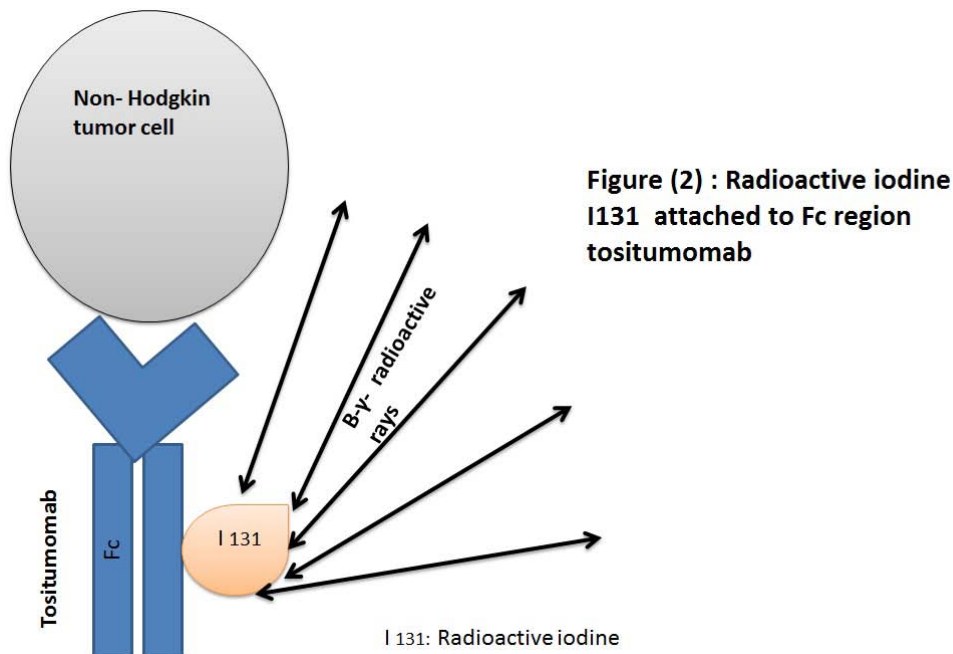 Non- Hodgkin
tumor cell
Figure (2) : Radioactive iodine
I131 attached to Fc region
tositumomab
B-γ- radioactive
rays
Tositumomab
Fc
I 131
I 131: Radioactive iodine